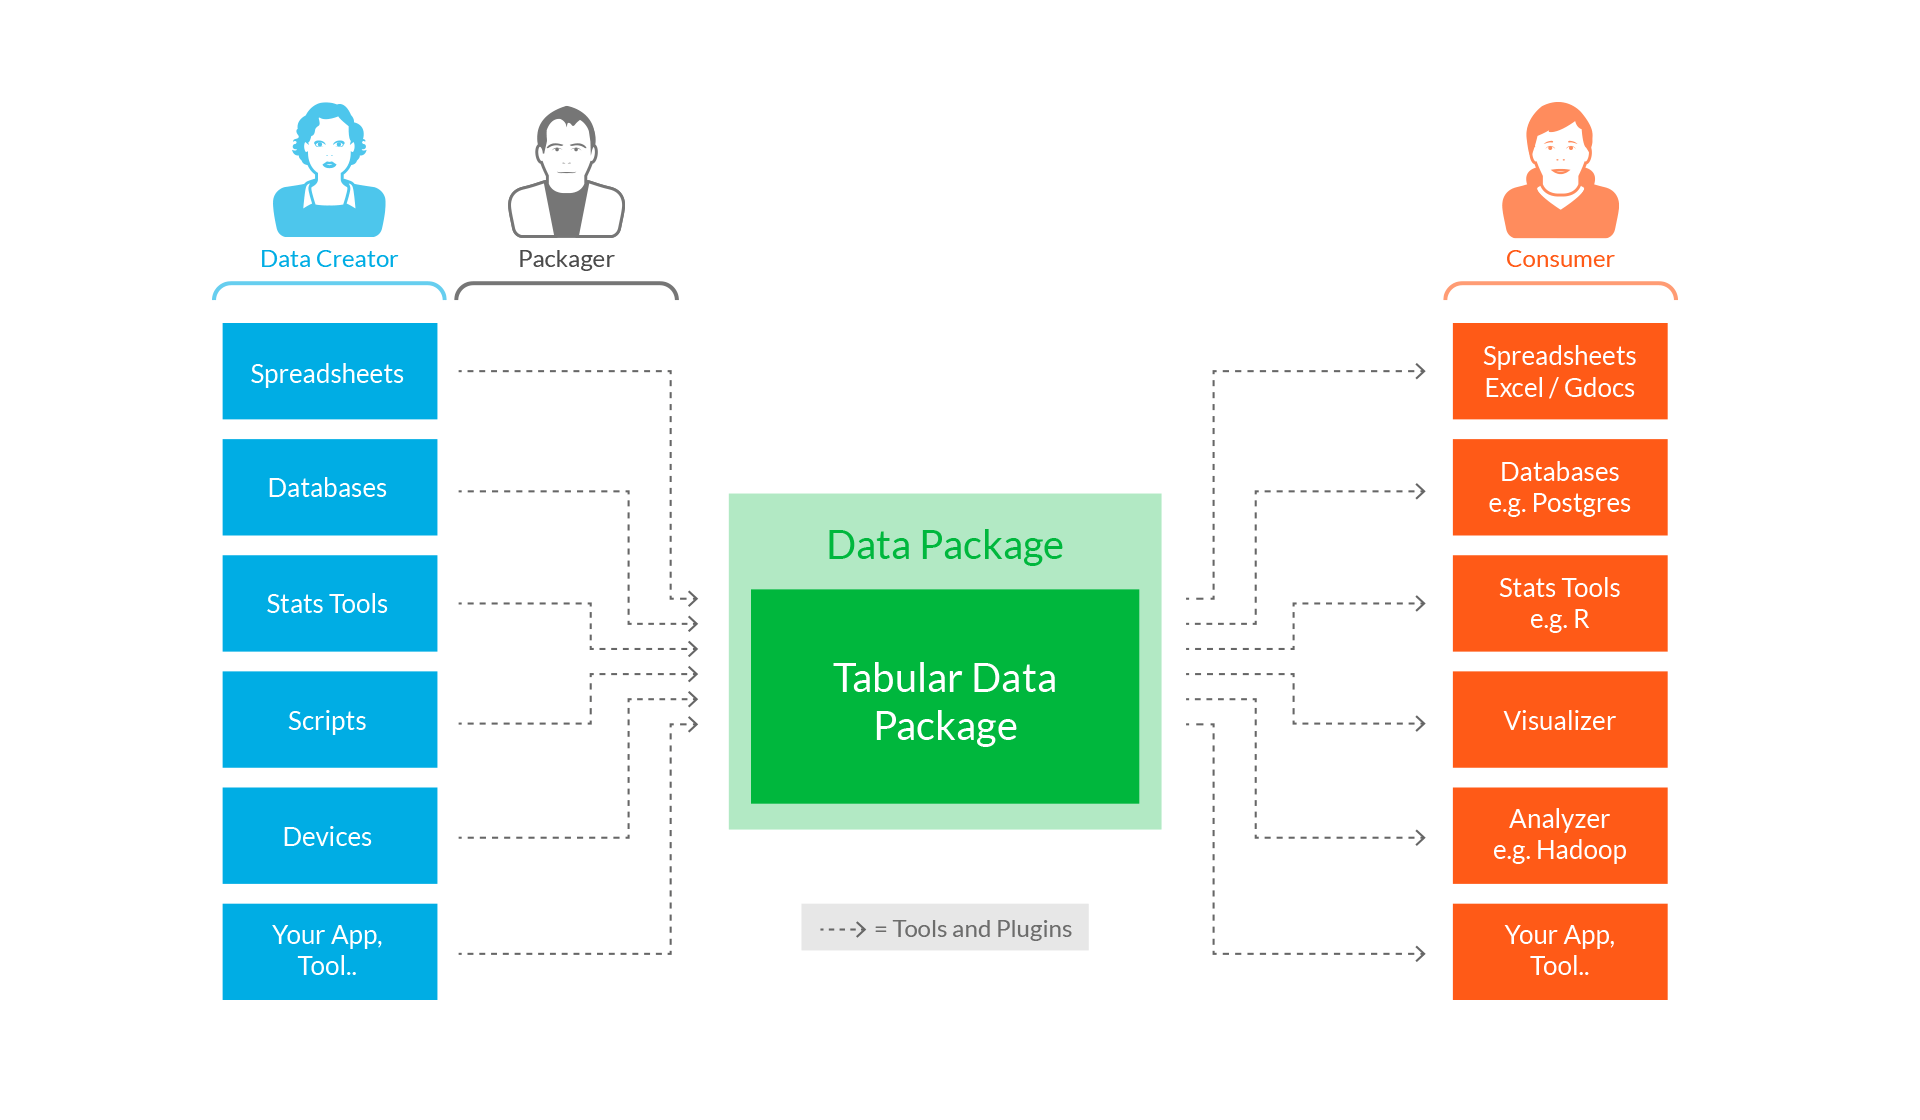 Data Creator
Packager
Consumer
Spreadsheets
Databases
Stats Tools
Scripts
Devices
Your App,
Tool..
Data Package
Tabular Data
Package
= Tools and Plugins
Spreadsheets
Excel / Gdocs
Databases
e.g. Postgres
Stats Tools
e.g. R
Visualizer
Analyzer
e.g. Hadoop
Your App,
Tool..